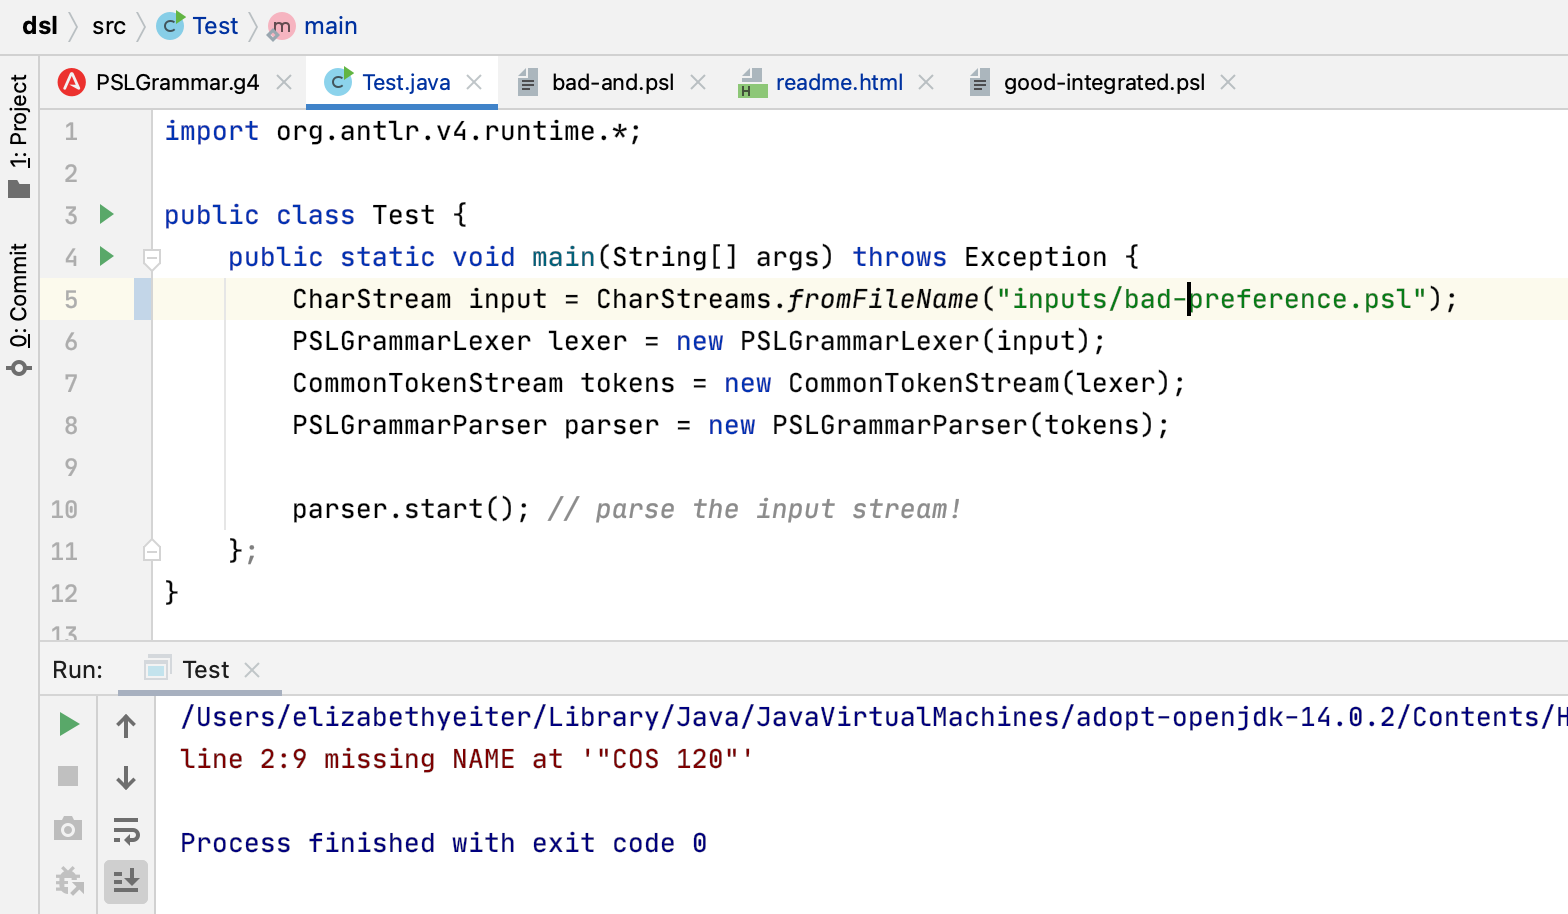 dsl src C Test m main
1: Project
0: Commit
PSLGrammar.g4 Test.java bad-and.psl readme.html good-integrated.psl
1 import org.antlr.v4.runtime.*;
2
3 public class Test {
4 public static void main(String[] args) throws Exception {
5 CharStream input = CharStreams.fromFileName("inputs/bad-preference.psl");
6 PSLGrammarLexer lexer = new PSLGrammarLexer(input);
7 CommonTokenStream tokens = new CommonTokenStream(lexer);
8 PSLGrammarParser parser = new PSLGrammarParser(tokens);
9
10 parser.start(); // parse the input stream!
11 };
12 }
13
Run: Test
/Users/elizabethyeiter/Library/Java/JavaVirtualMachines/adopt-openjdk-14.0.2/Contents/H
line 2:9 missing NAME at '"COS 120"'
Process finished with exit code 0